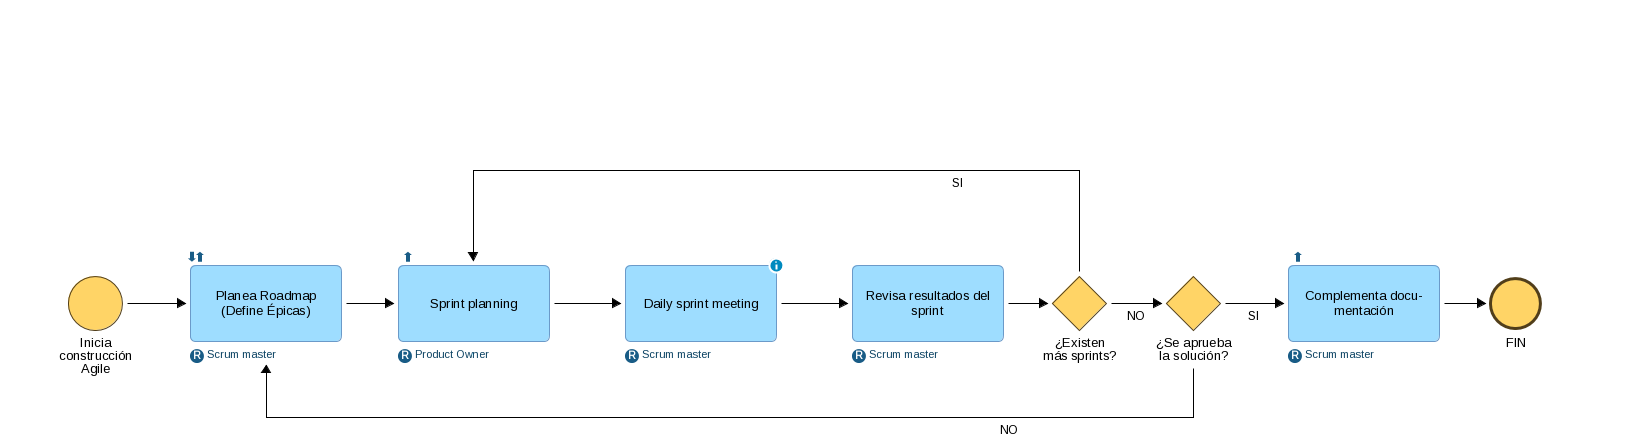 SI
Planea Roadmap
(Define Épicas)
Sprint planning
Daily sprint meeting
i
Revisa resultados del
sprint
Complementa docu-
mentación
Inicia
construcción
Agile
R Scrum master
R Product Owner
R Scrum master
R Scrum master
¿Existen
más sprints?
NO
¿Se aprueba
la solución?
SI
R Scrum master
FIN
NO